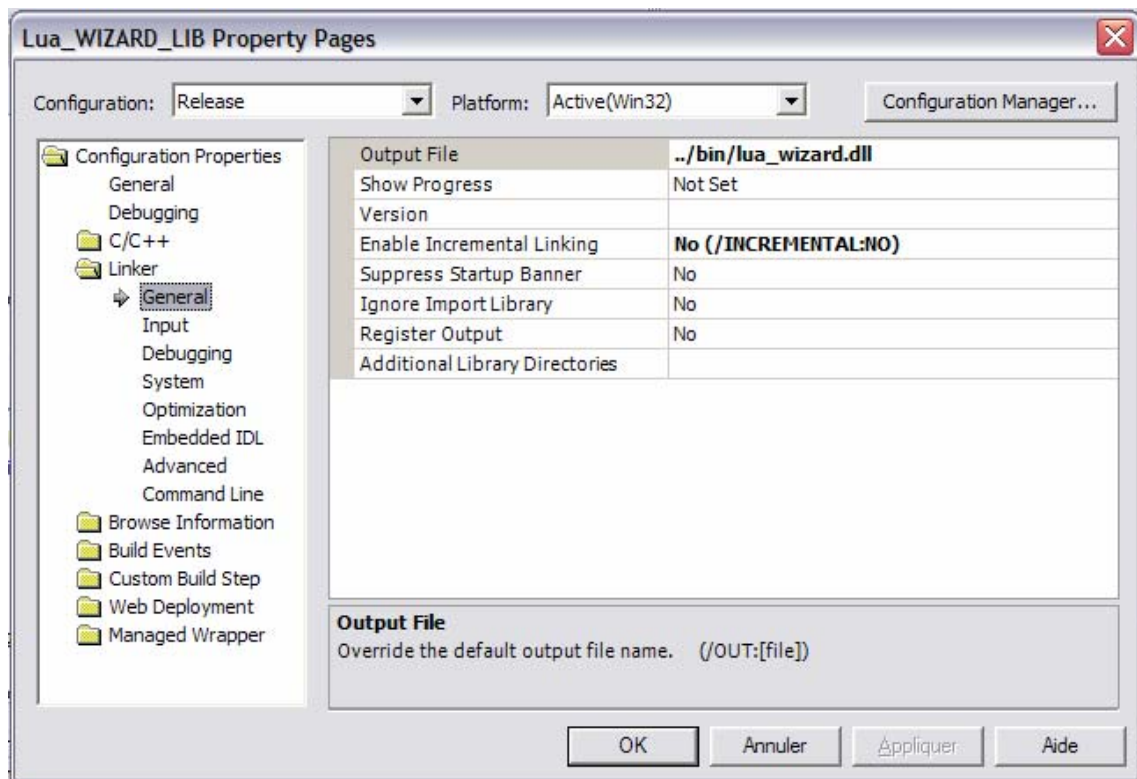 Lua_WIZARD_LIB Property Pages
Configuration: Release Platform: Active(Win32) Configuration Manager...
Configuration Properties
General
Debugging
C/C++
Linker
General
Input
Debugging
System
Optimization
Embedded IDL
Advanced
Command Line
Browse Information
Build Events
Custom Build Step
Web Deployment
Managed Wrapper
Output File ../bin/lua_wizard.dll
Show Progress Not Set
Version
Enable Incremental Linking No (/INCREMENTAL:NO)
Suppress Startup Banner No
Ignore Import Library No
Register Output No
Additional Library Directories
Output File
Override the default output file name. (/OUT:[file])
OK Annuler Appliquer Aide